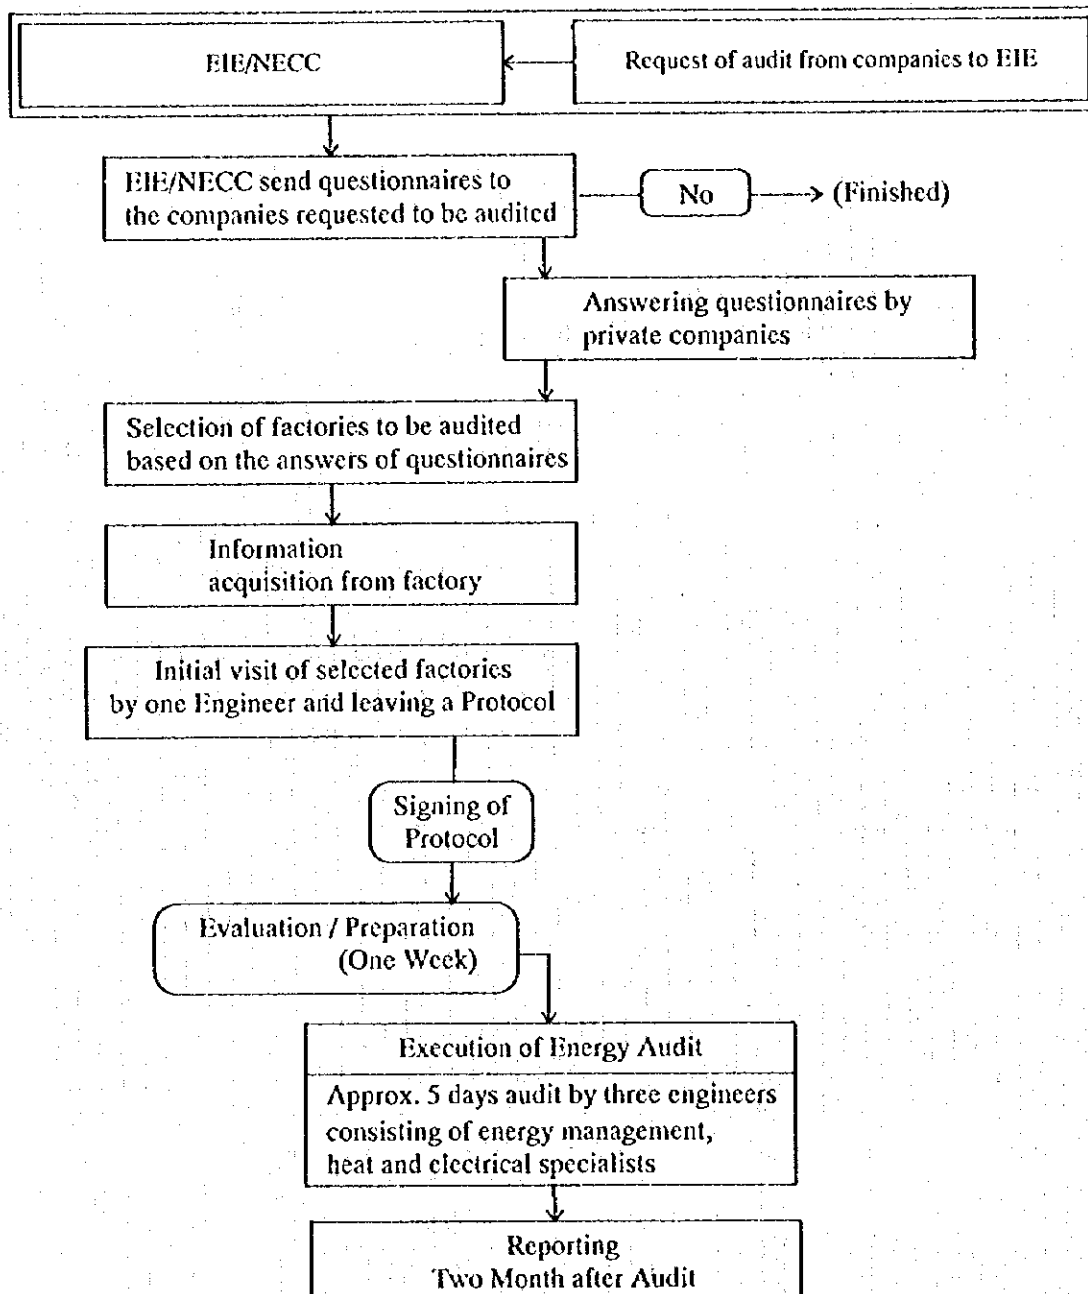 EIE/NECC
Request of audit from companies to EIE
EIE/NECC send questionnaires to
the companies requested to be audited
No
(Finished)
Answering questionnaires by
private companies
Selection of factories to be audited
based on the answers of questionnaires
Information
acquisition from factory
Initial visit of selected factories
by one Engineer and leaving a Protocol
Signing of
Protocol
Evaluation / Preparation
(One Week)
Execution of Energy Audit
Approx. 5 days audit by three engineers
consisting of energy management,
heat and electrical specialists
Reporting
Two Month after Audit